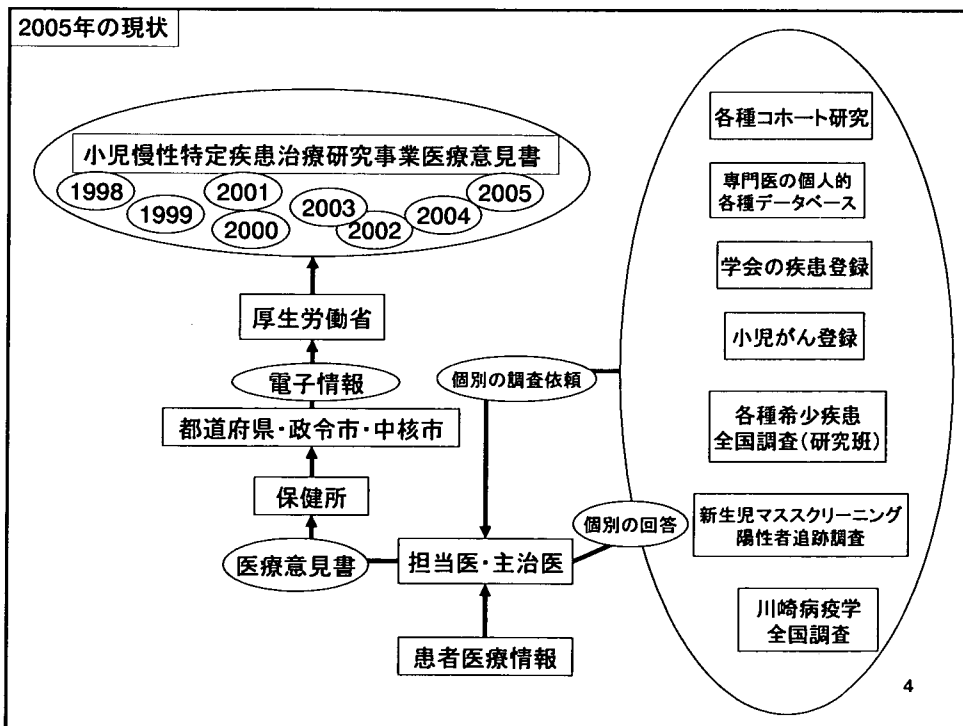 2005年の現状
小児慢性特定疾患治療研究事業医療意見書
1998
1999
2001
2000
2003
2002
2004
2005
厚生労働省
電子情報
都道府県・政令市・中核市
保健所
医療意見書
担当医・主治医
患者医療情報
個別の調査依頼
個別の回答
各種コホート研究
専門医の個人的
各種データベース
学会の疾患登録
小児がん登録
各種希少疾患
全国調査(研究班)
新生児マススクリーニング
陽性者追跡調査
川崎病疫学
全国調査
4